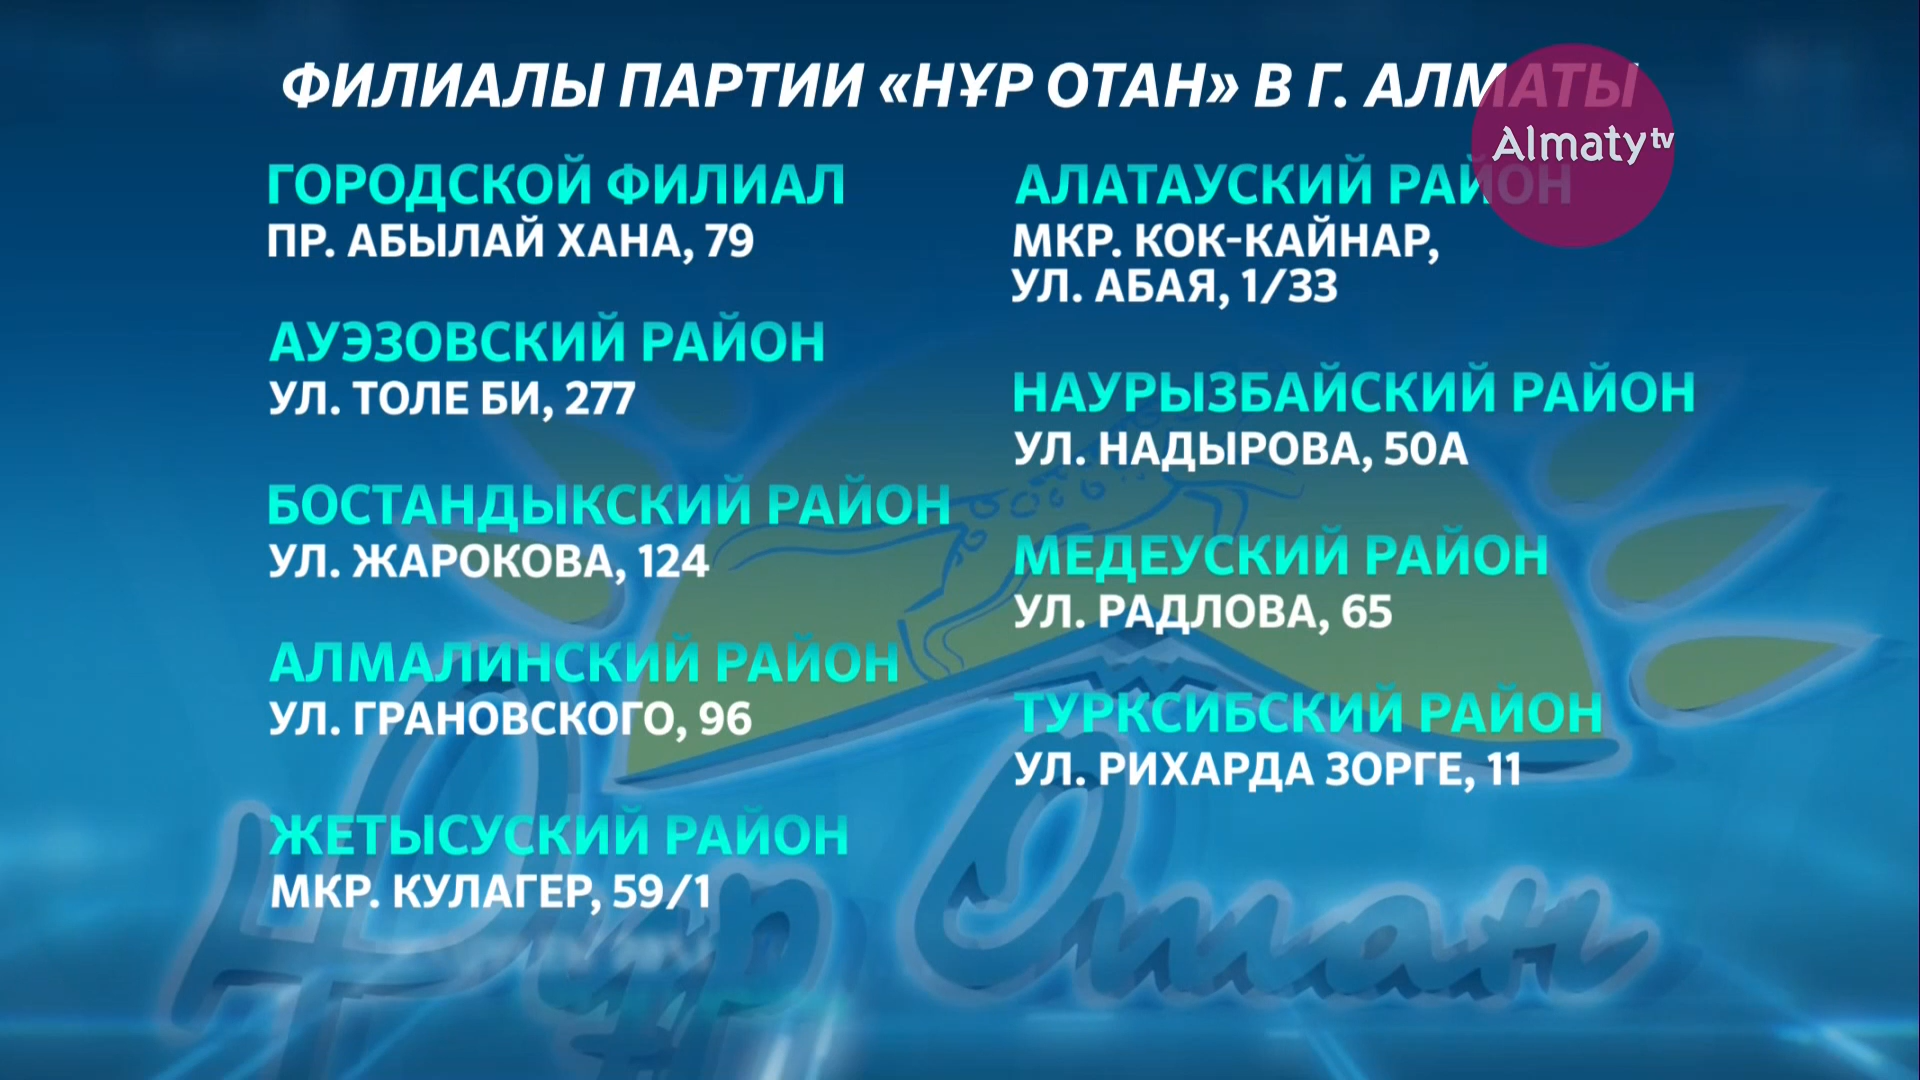 ФИЛИАЛЫ ПАРТИИ «НҰР ОТАН» В Г. АЛМАТЫ
Almaty tv
ГОРОДСКОЙ ФИЛИАЛ
ПР. АБЫЛАЙ ХАНА, 79
АУЭЗОВСКИЙ РАЙОН
УЛ. ТОЛЕ БИ, 277
БОСТАНДЫКСКИЙ РАЙОН
УЛ. ЖАРОКОВА, 124
АЛМАЛИНСКИЙ РАЙОН
УЛ. ГРАНОВСКОГО, 96
ЖЕТЫСУСКИЙ РАЙОН
МКР. КУЛАГЕР, 59/1
АЛАТАУСКИЙ РАЙОН
МКР. КОК-КАЙНАР,
УЛ. АБАЯ, 1/33
НАУРЫЗБАЙСКИЙ РАЙОН
УЛ. НАДЫРОВА, 50А
МЕДЕУСКИЙ РАЙОН
УЛ. РАДЛОВА, 65
ТУРКСИБСКИЙ РАЙОН
УЛ. РИХАРДА ЗОРГЕ, 11
Нұр Отан